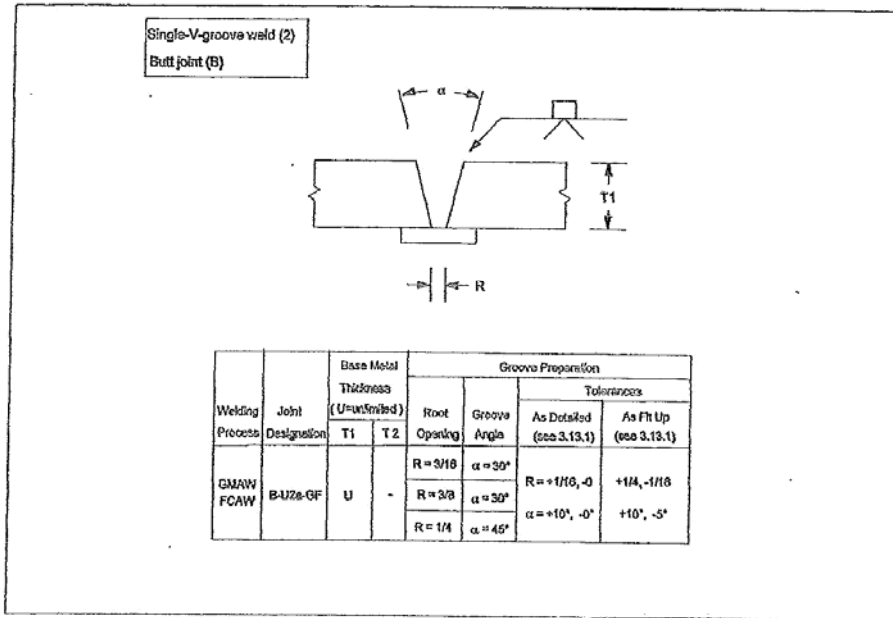 Single-V-groove weld (2)
Butt joint (B)
α
T1
R
Base Metal
Groove Preparation
Thickness
Tolerances
( U=unlimited )
Welding
Joint
Root
Groove
As Detailed
As Fit Up
Process
Designation
T1
T2
Opening
Angle
(see 3.13.1)
(see 3.13.1)
GMAW
FCAW
B-U2a-GF
U
-
R = 3/16
α = 30°
R = 3/8
α = 30°
R = 1/4
α = 45°
R = +1/16, -0
+1/4, -1/16
α = +10°, -0°
+10°, -5°